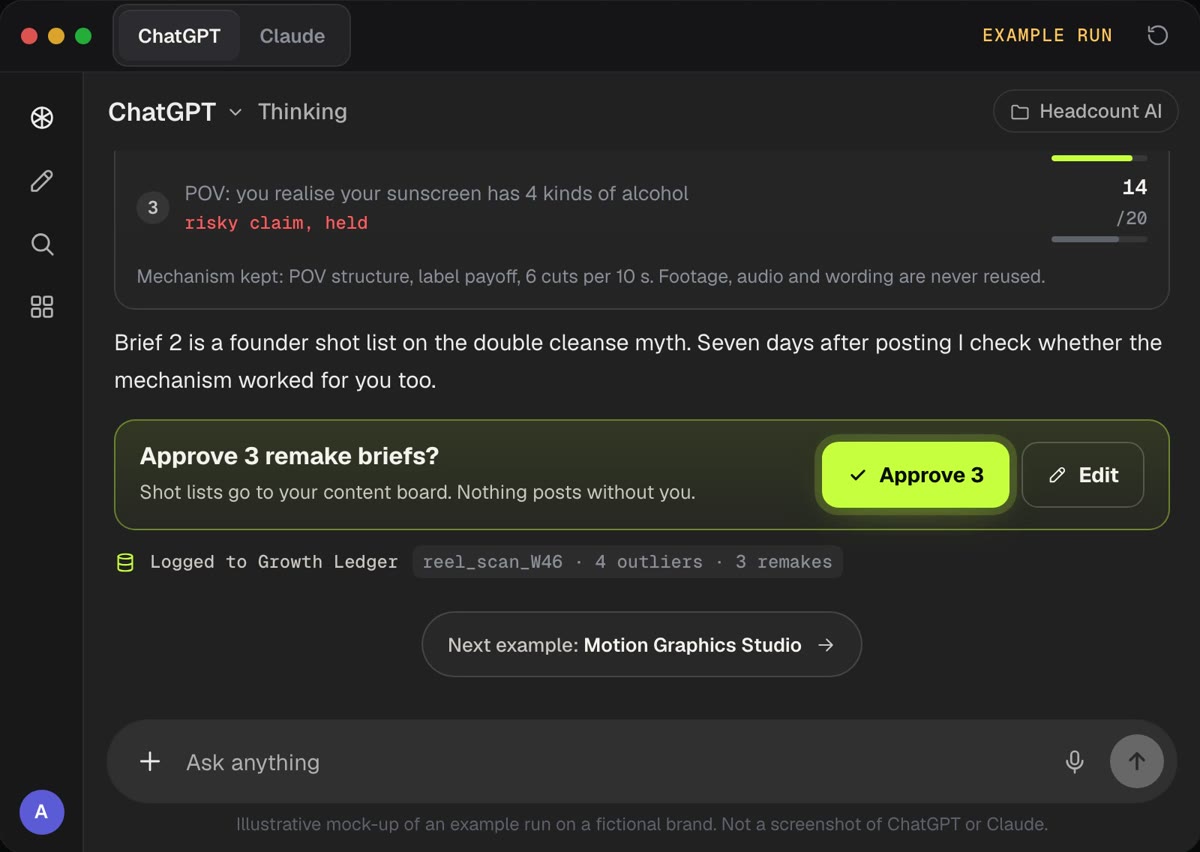 ChatGPT
Claude
EXAMPLE RUN
ChatGPT Thinking
Headcount AI
3
POV: you realise your sunscreen has 4 kinds of alcohol
risky claim, held
14
/20
Mechanism kept: POV structure, label payoff, 6 cuts per 10 s. Footage, audio and wording are never reused.
Brief 2 is a founder shot list on the double cleanse myth. Seven days after posting I check whether the
mechanism worked for you too.
Approve 3 remake briefs?
Shot lists go to your content board. Nothing posts without you.
Approve 3
Edit
Logged to Growth Ledger
reel_scan_W46 · 4 outliers · 3 remakes
Next example: Motion Graphics Studio →
Ask anything
A
Illustrative mock-up of an example run on a fictional brand. Not a screenshot of ChatGPT or Claude.